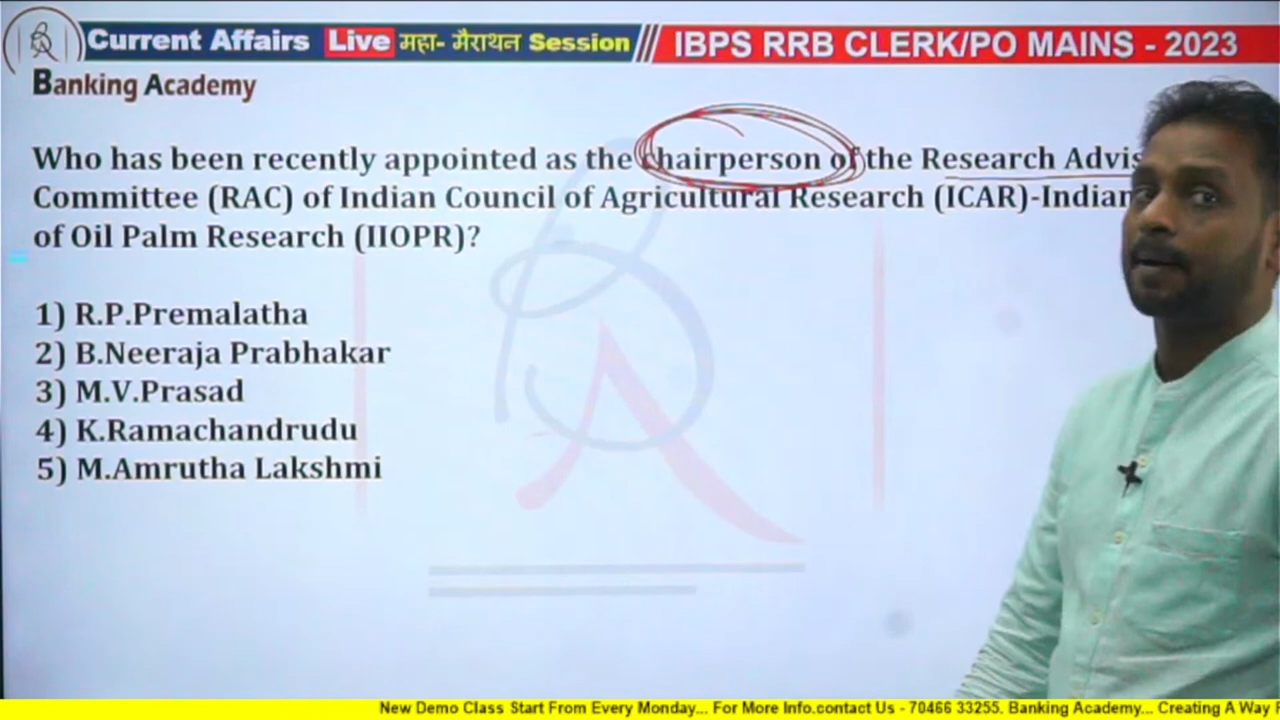 Current Affairs Live महा- मैराथन Session
IBPS RRB CLERK/PO MAINS - 2023
Banking Academy
Who has been recently appointed as the chairperson of the Research
Committee (RAC) of Indian Council of Agricultural Research (ICAR)-Indian
of Oil Palm Research (IIOPR)?
1) R.P.Premalatha
2) B.Neeraja Prabhakar
3) M.V.Prasad
4) K.Ramachandrudu
5) M.Amrutha Lakshmi
New Demo Class Start From Every Monday... For More Info.contact Us - 70466 33255. Banking Academy... Creating A Way